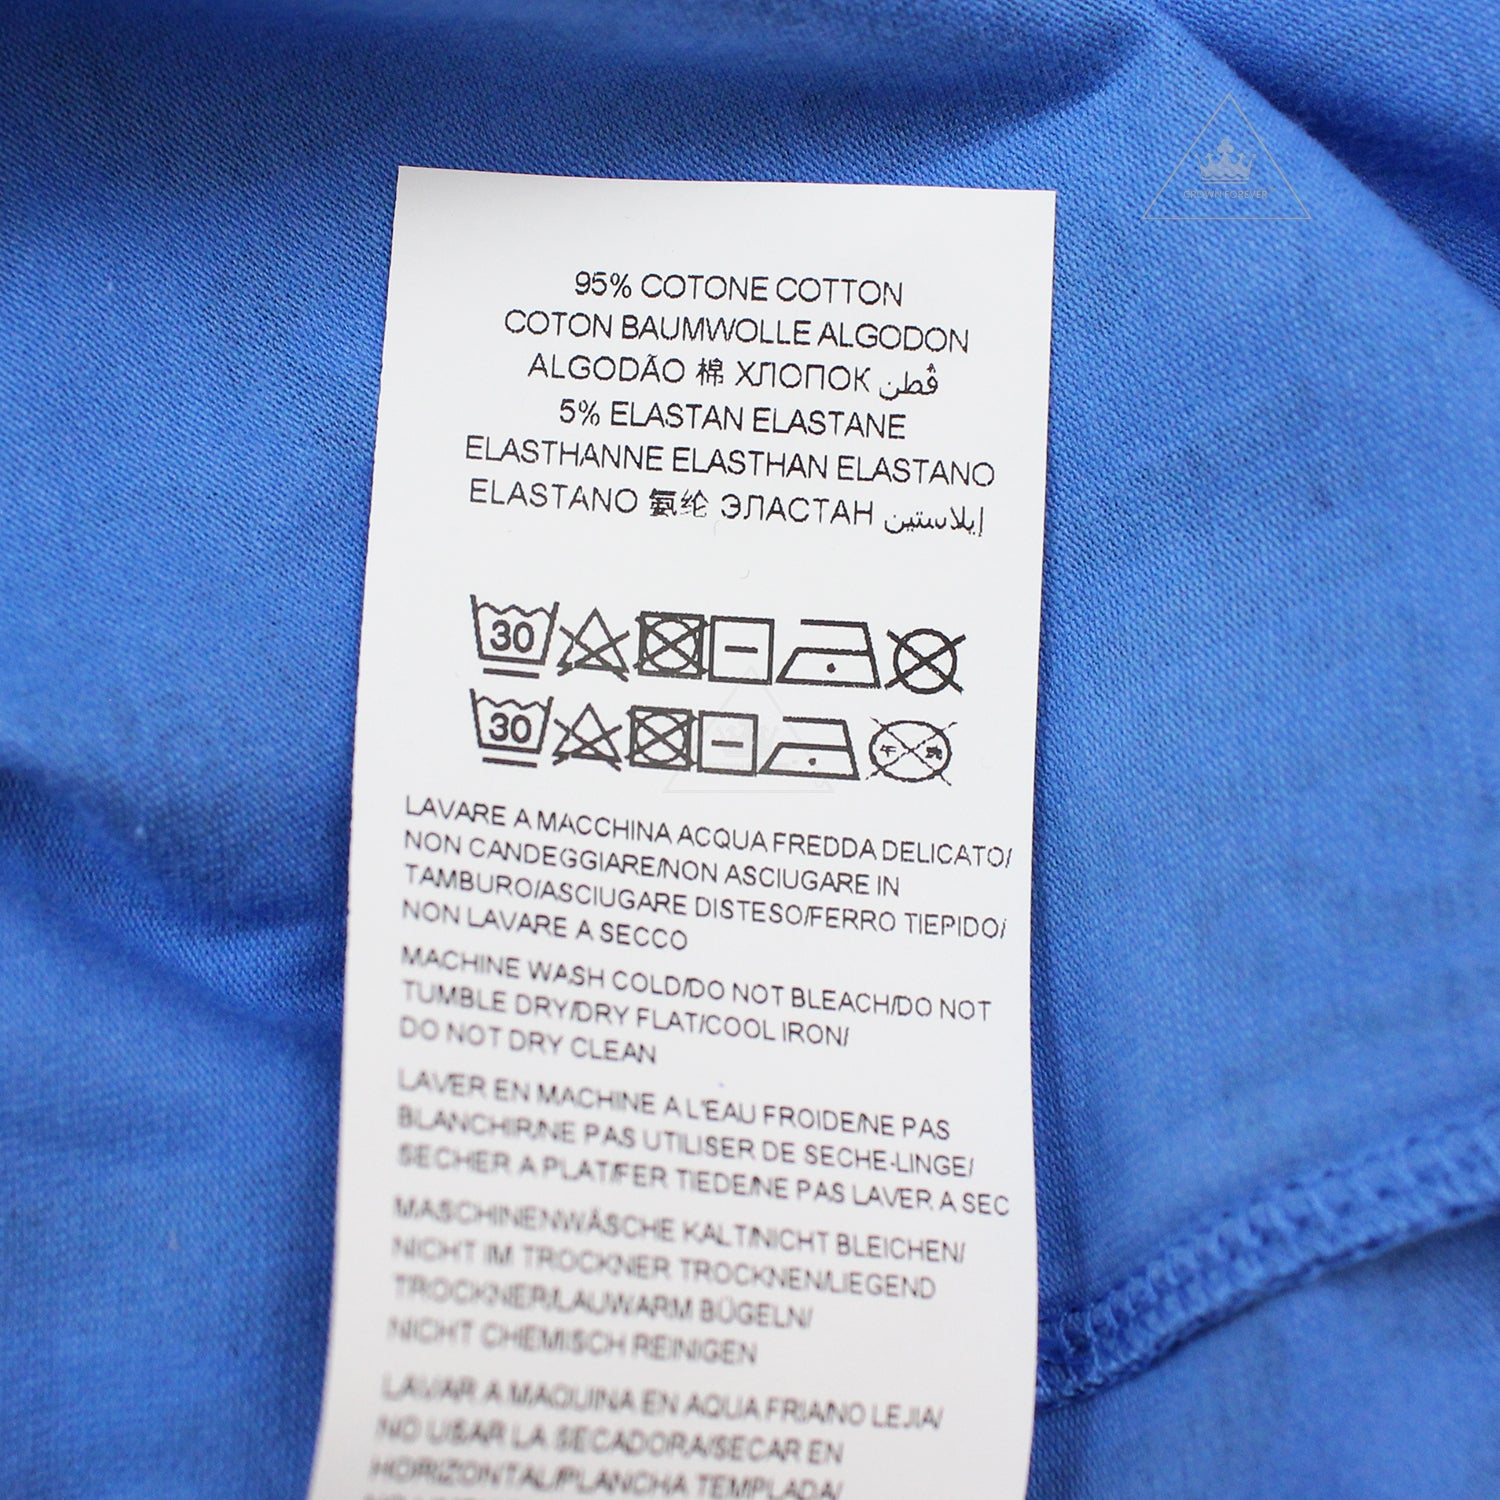 CROWN FOREVER
95% COTONE COTTON
COTON BAUMWOLLE ALGODON
ALGODÃO 棉 ХЛОПОК قُطن
5% ELASTAN ELASTANE
ELASTHANNE ELASTHAN ELASTANO
ELASTANO 氨纶 ЭЛАСТАН إيلاستين
30
30
LAVARE A MACCHINA ACQUA FREDDA DELICATO/
NON CANDEGGIARE/NON ASCIUGARE IN
TAMBURO/ASCIUGARE DISTESO/FERRO TIEPIDO/
NON LAVARE A SECCO
MACHINE WASH COLD/DO NOT BLEACH/DO NOT
TUMBLE DRY/DRY FLAT/COOL IRON/
DO NOT DRY CLEAN
LAVER EN MACHINE A L'EAU FROIDE/NE PAS
BLANCHIR/NE PAS UTILISER DE SECHE-LINGE/
SECHER A PLAT/FER TIEDE/NE PAS LAVER A SEC
MASCHINENWÄSCHE KALT/NICHT BLEICHEN/
NICHT IM TROCKNER TROCKNEN/LIEGEND
TROCKNER/LAUWARM BÜGELN/
NICHT CHEMISCH REINIGEN
LAVAR A MAQUINA EN AQUA FRIA/NO LEJIA/
NO USAR LA SECADORA/SECAR EN
HORIZONTAL/PLANCHA TEMPLADA/